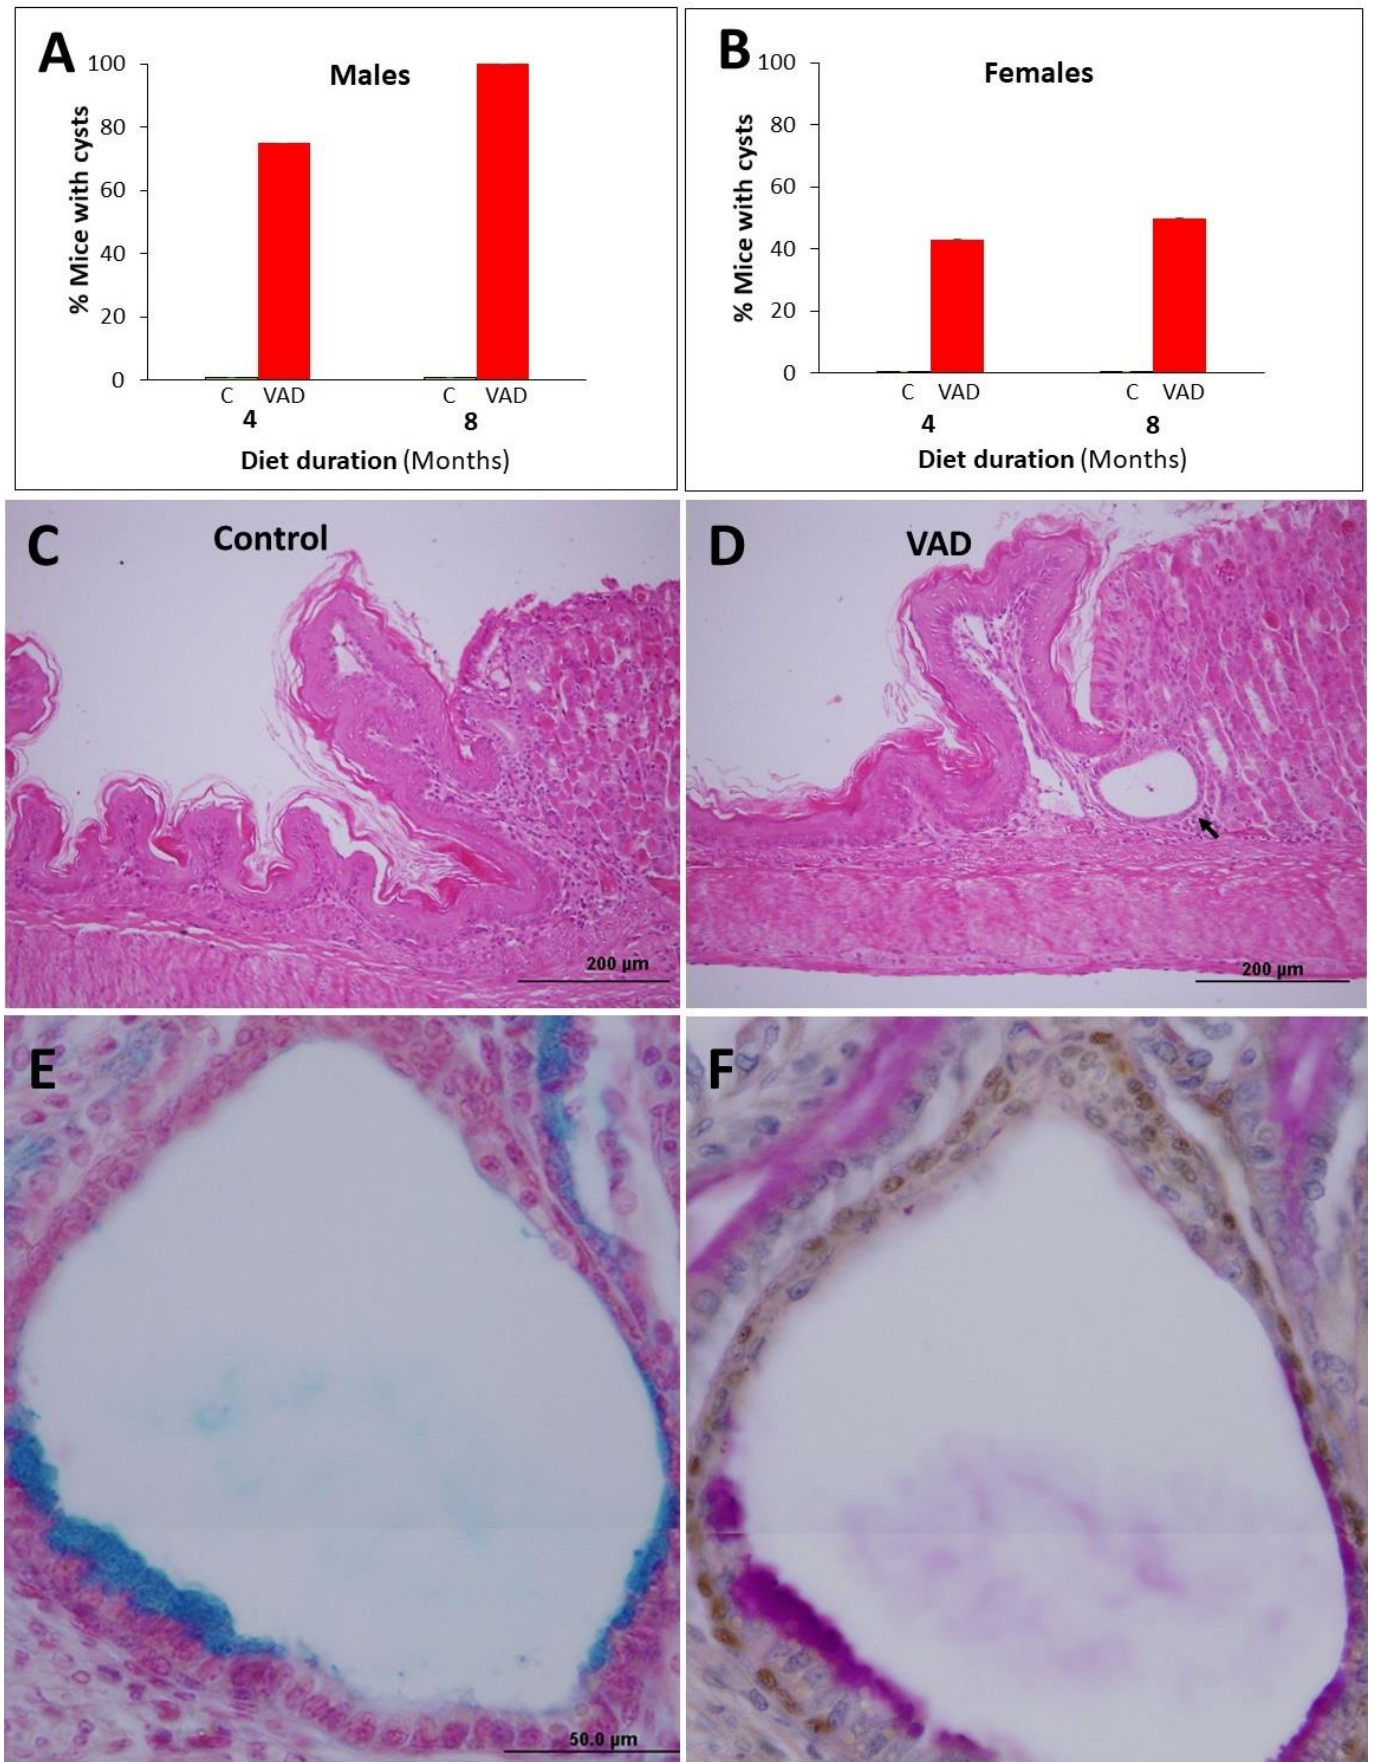 A
Males
% Mice with cysts
100
80
60
40
20
0
C VAD C VAD
4 8
Diet duration (Months)
B
Females
% Mice with cysts
100
80
60
40
20
0
C VAD C VAD
4 8
Diet duration (Months)
C
Control
200 µm
D
VAD
200 µm
E
50.0 µm
F